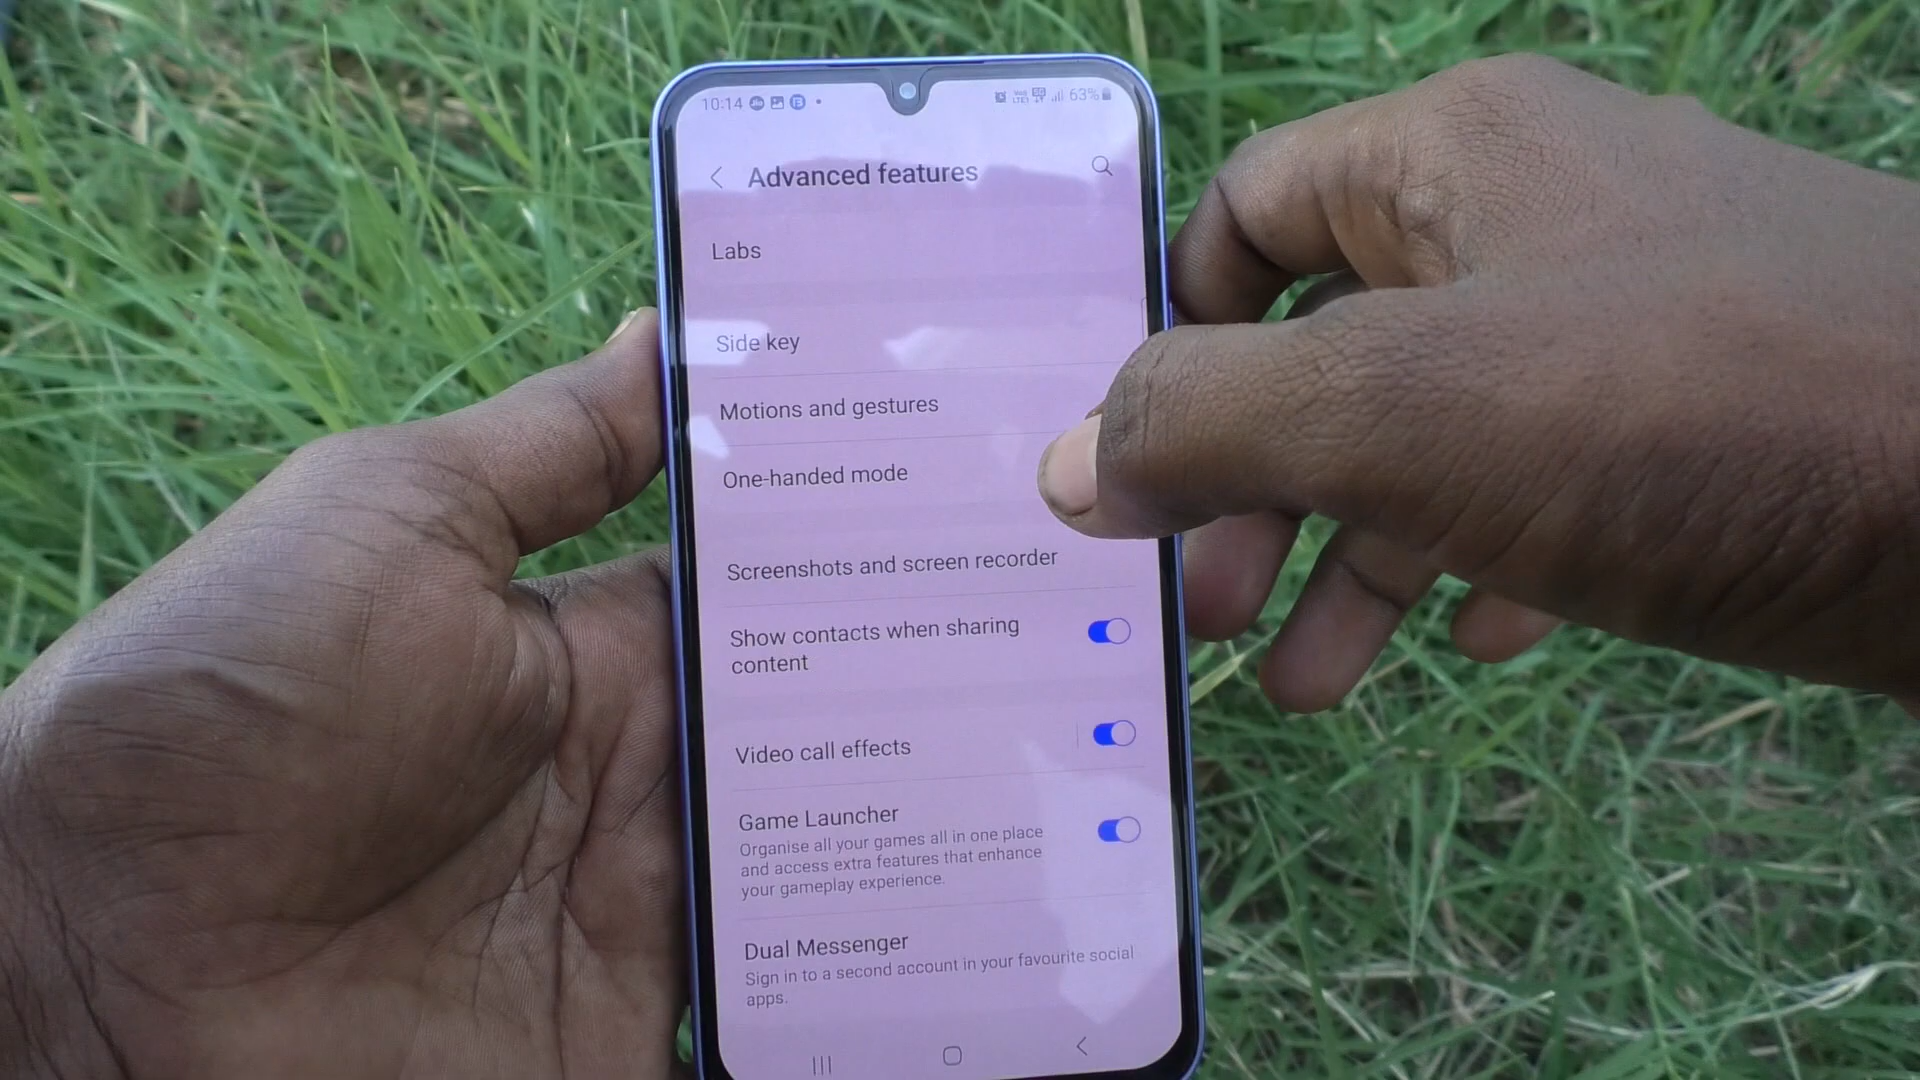 10:14 63%
Advanced features
Labs
Side key
Motions and gestures
One-handed mode
Screenshots and screen recorder
Show contacts when sharing
content
Video call effects
Game Launcher
Organise all your games all in one place
and access extra features that enhance
your gameplay experience.
Dual Messenger
Sign in to a second account in your favourite social
apps.